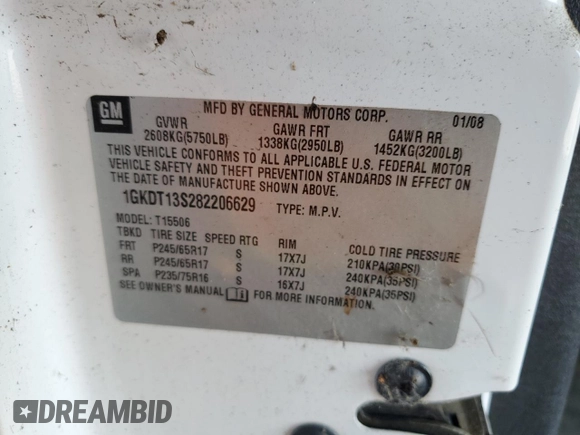 GM
MFD BY GENERAL MOTORS CORP. 01/08
GVWR GAWR FRT GAWR RR
2608KG(5750LB) 1338KG(2950LB) 1452KG(3200LB)
THIS VEHICLE CONFORMS TO ALL APPLICABLE U.S. FEDERAL MOTOR
VEHICLE SAFETY AND THEFT PREVENTION STANDARDS IN EFFECT ON
THE DATE OF MANUFACTURE SHOWN ABOVE.
1GKDT13S282206629 TYPE: M.P.V.
MODEL: T15506
TBKD TIRE SIZE SPEED RTG RIM COLD TIRE PRESSURE
FRT P245/65R17 S 17X7J 210KPA(30PSI)
RR P245/65R17 S 17X7J 240KPA(35PSI)
SPA P235/75R16 S 16X7J 240KPA(35PSI)
SEE OWNER'S MANUAL FOR MORE INFORMATION.
DREAMBID